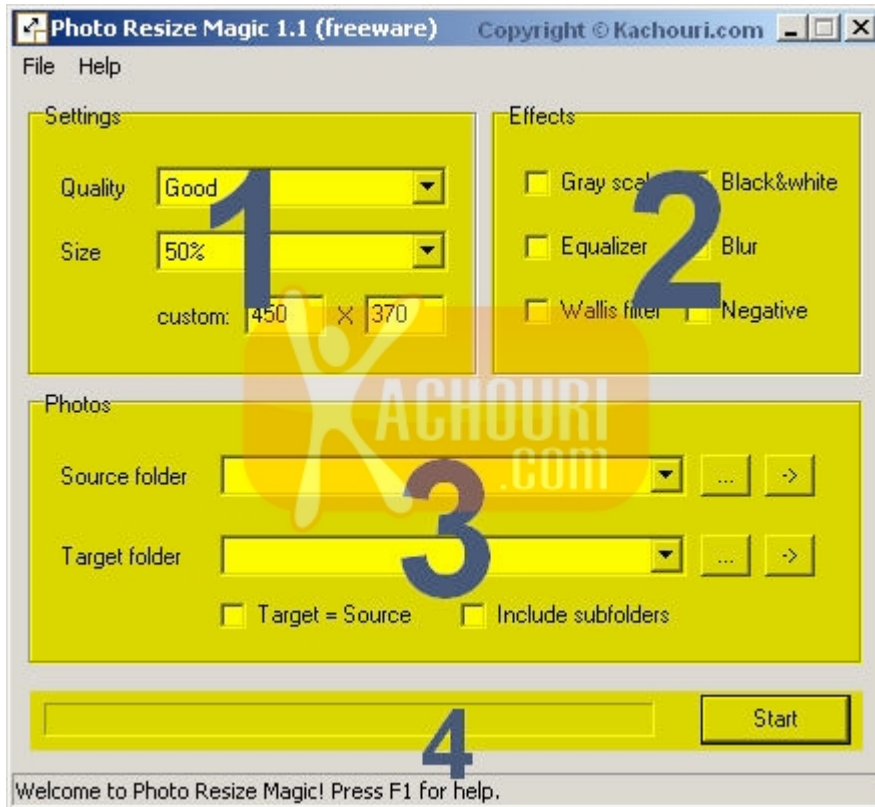 Photo Resize Magic 1.1 (freeware) Copyright © Kachouri.com
File Help
Settings
Quality Good
Size 50%
custom: 450 X 370
1
Effects
Gray scale Black&white
Equalizer Blur
Wallis filter Negative
2
Photos
KACHOURI
.com
Source folder ... ->
Target folder ... ->
Target = Source Include subfolders
3
Start
4
Welcome to Photo Resize Magic! Press F1 for help.